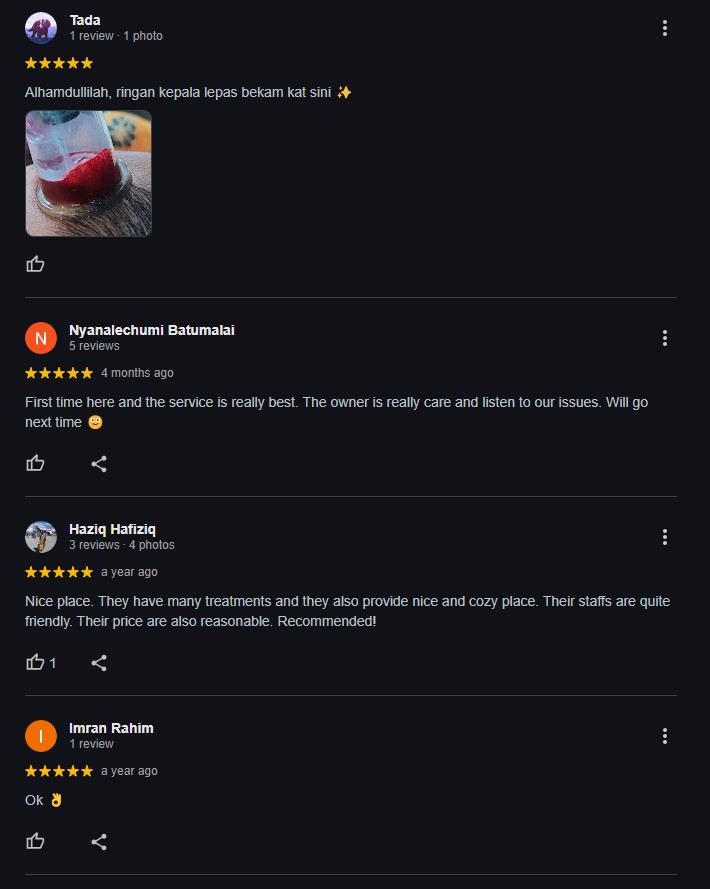 Tada
1 review · 1 photo
Alhamdullilah, ringan kepala lepas bekam kat sini ✨
N
Nyanalechumi Batumalai
5 reviews
4 months ago
First time here and the service is really best. The owner is really care and listen to our issues. Will go
next time 🙂
Haziq Hafiziq
3 reviews · 4 photos
a year ago
Nice place. They have many treatments and they also provide nice and cozy place. Their staffs are quite
friendly. Their price are also reasonable. Recommended!
1
I
Imran Rahim
1 review
a year ago
Ok 👌